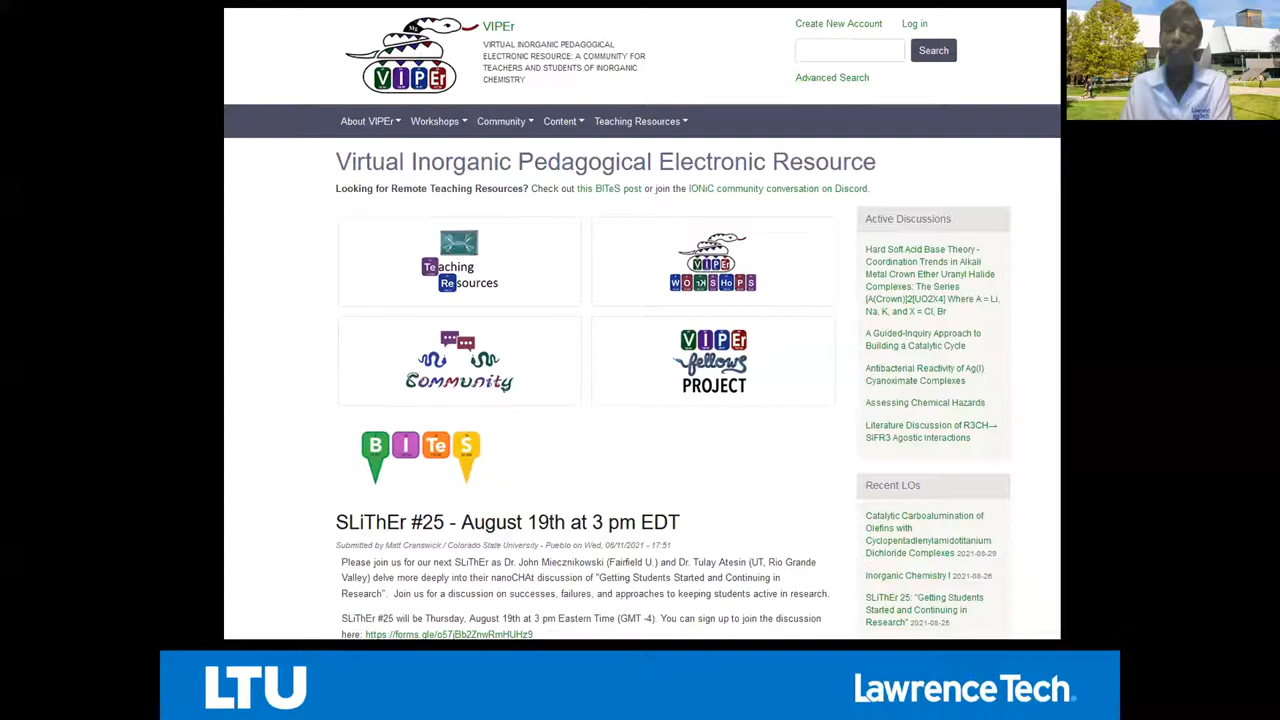 VIPEr
VIRTUAL INORGANIC PEDAGOGICAL
ELECTRONIC RESOURCE: A COMMUNITY FOR
TEACHERS AND STUDENTS OF INORGANIC
CHEMISTRY
Create New Account Log in
Search
Advanced Search
Mg
VIPEr
About VIPEr Workshops Community Content Teaching Resources
Virtual Inorganic Pedagogical Electronic Resource
Looking for Remote Teaching Resources? Check out this BITeS post or join the IONiC community conversation on Discord.
Teaching
Resources
VIPEr
WOrKSHoPS
Community
VIPEr
fellows
PROJECT
BITeS
SLiThEr #25 - August 19th at 3 pm EDT
Submitted by Matt Cranswick / Colorado State University - Pueblo on Wed, 08/11/2021 - 17:51
Please join us for our next SLiThEr as Dr. John Miecznikowski (Fairfield U.) and Dr. Tulay Atesin (UT, Rio Grande
Valley) delve more deeply into their nanoCHAt discussion of "Getting Students Started and Continuing in
Research". Join us for a discussion on successes, failures, and approaches to keeping students active in research.
SLiThEr #25 will be Thursday, August 19th at 3 pm Eastern Time (GMT -4). You can sign up to join the discussion
here: https://forms.gle/o57jBb2ZnwRmHUHz9
Active Discussions
Hard Soft Acid Base Theory -
Coordination Trends in Alkali
Metal Crown Ether Uranyl Halide
Complexes: The Series
[A(Crown)]2[UO2X4] Where A = Li,
Na, K, and X = Cl, Br
A Guided-Inquiry Approach to
Building a Catalytic Cycle
Antibacterial Reactivity of Ag(I)
Cyanoximate Complexes
Assessing Chemical Hazards
Literature Discussion of R3CH→
SiFR3 Agostic Interactions
Recent LOs
Catalytic Carboalumination of
Olefins with
Cyclopentadienylamidotitanium
Dichloride Complexes 2021-08-29
Inorganic Chemistry I 2021-08-26
SLiThEr 25: "Getting Students
Started and Continuing in
Research" 2021-08-25
Lawrence
Tech
LTU
LawrenceTech